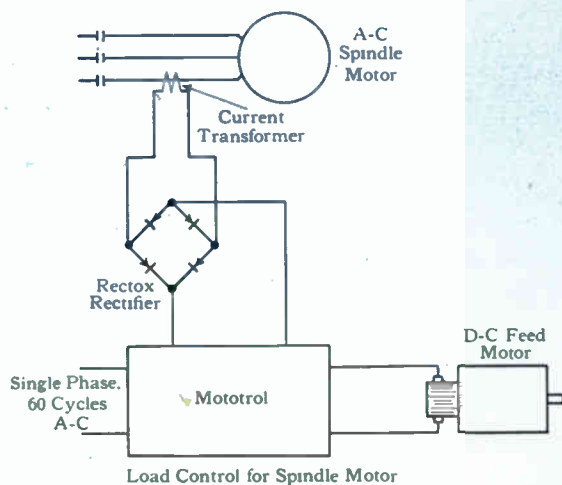 A-C
Spindle
Motor
Current
Transformer
Rectox
Rectifier
D-C Feed
Motor
Single Phase.
60 Cycles
A-C
Mototrol
Load Control for Spindle Motor